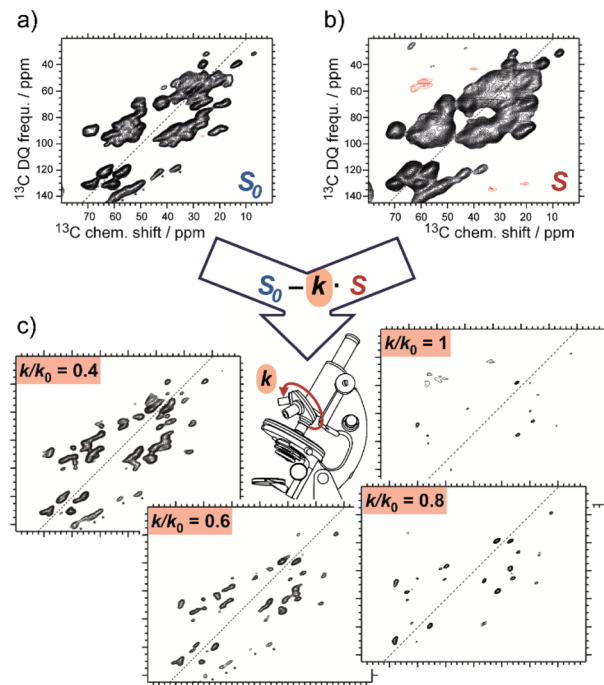 a)
20
40
60
80
100
120
140
¹³C DQ frequ. / ppm
S₀
70 60 50 40 30 20 10
¹³C chem. shift / ppm
b)
20
40
60
80
100
120
140
¹³C DQ frequ. / ppm
S
70 60 50 40 30 20 10
¹³C chem. shift / ppm
S₀ – k · S
c)
k/k₀ = 0.4
k
k/k₀ = 1
k/k₀ = 0.6
k/k₀ = 0.8